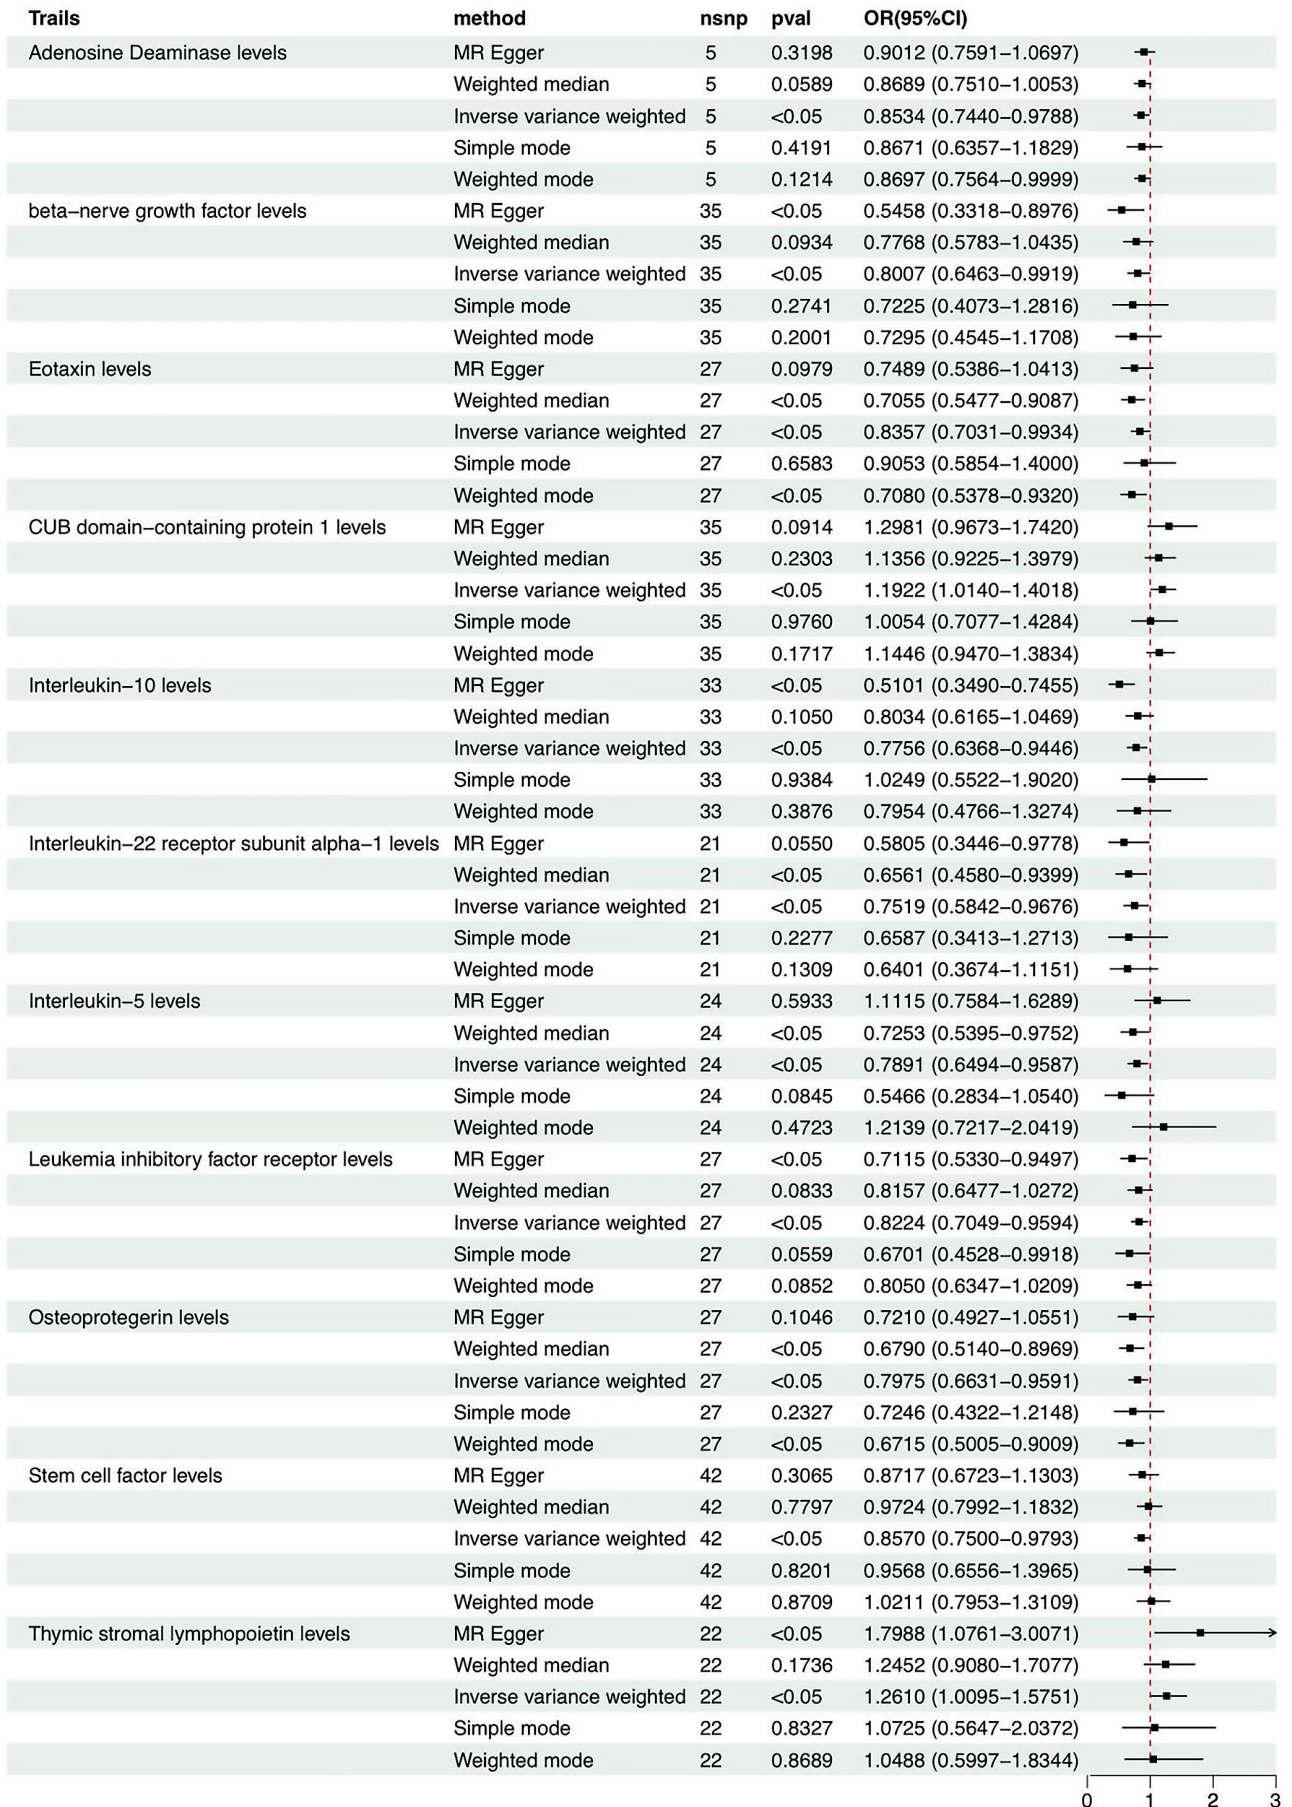 Trails method nsnp pval OR(95%CI)
Adenosine Deaminase levels MR Egger 5 0.3198 0.9012 (0.7591–1.0697)
Weighted median 5 0.0589 0.8689 (0.7510–1.0053)
Inverse variance weighted 5 <0.05 0.8534 (0.7440–0.9788)
Simple mode 5 0.4191 0.8671 (0.6357–1.1829)
Weighted mode 5 0.1214 0.8697 (0.7564–0.9999)
beta–nerve growth factor levels MR Egger 35 <0.05 0.5458 (0.3318–0.8976)
Weighted median 35 0.0934 0.7768 (0.5783–1.0435)
Inverse variance weighted 35 <0.05 0.8007 (0.6463–0.9919)
Simple mode 35 0.2741 0.7225 (0.4073–1.2816)
Weighted mode 35 0.2001 0.7295 (0.4545–1.1708)
Eotaxin levels MR Egger 27 0.0979 0.7489 (0.5386–1.0413)
Weighted median 27 <0.05 0.7055 (0.5477–0.9087)
Inverse variance weighted 27 <0.05 0.8357 (0.7031–0.9934)
Simple mode 27 0.6583 0.9053 (0.5854–1.4000)
Weighted mode 27 <0.05 0.7080 (0.5378–0.9320)
CUB domain–containing protein 1 levels MR Egger 35 0.0914 1.2981 (0.9673–1.7420)
Weighted median 35 0.2303 1.1356 (0.9225–1.3979)
Inverse variance weighted 35 <0.05 1.1922 (1.0140–1.4018)
Simple mode 35 0.9760 1.0054 (0.7077–1.4284)
Weighted mode 35 0.1717 1.1446 (0.9470–1.3834)
Interleukin–10 levels MR Egger 33 <0.05 0.5101 (0.3490–0.7455)
Weighted median 33 0.1050 0.8034 (0.6165–1.0469)
Inverse variance weighted 33 <0.05 0.7756 (0.6368–0.9446)
Simple mode 33 0.9384 1.0249 (0.5522–1.9020)
Weighted mode 33 0.3876 0.7954 (0.4766–1.3274)
Interleukin–22 receptor subunit alpha–1 levels MR Egger 21 0.0550 0.5805 (0.3446–0.9778)
Weighted median 21 <0.05 0.6561 (0.4580–0.9399)
Inverse variance weighted 21 <0.05 0.7519 (0.5842–0.9676)
Simple mode 21 0.2277 0.6587 (0.3413–1.2713)
Weighted mode 21 0.1309 0.6401 (0.3674–1.1151)
Interleukin–5 levels MR Egger 24 0.5933 1.1115 (0.7584–1.6289)
Weighted median 24 <0.05 0.7253 (0.5395–0.9752)
Inverse variance weighted 24 <0.05 0.7891 (0.6494–0.9587)
Simple mode 24 0.0845 0.5466 (0.2834–1.0540)
Weighted mode 24 0.4723 1.2139 (0.7217–2.0419)
Leukemia inhibitory factor receptor levels MR Egger 27 <0.05 0.7115 (0.5330–0.9497)
Weighted median 27 0.0833 0.8157 (0.6477–1.0272)
Inverse variance weighted 27 <0.05 0.8224 (0.7049–0.9594)
Simple mode 27 0.0559 0.6701 (0.4528–0.9918)
Weighted mode 27 0.0852 0.8050 (0.6347–1.0209)
Osteoprotegerin levels MR Egger 27 0.1046 0.7210 (0.4927–1.0551)
Weighted median 27 <0.05 0.6790 (0.5140–0.8969)
Inverse variance weighted 27 <0.05 0.7975 (0.6631–0.9591)
Simple mode 27 0.2327 0.7246 (0.4322–1.2148)
Weighted mode 27 <0.05 0.6715 (0.5005–0.9009)
Stem cell factor levels MR Egger 42 0.3065 0.8717 (0.6723–1.1303)
Weighted median 42 0.7797 0.9724 (0.7992–1.1832)
Inverse variance weighted 42 <0.05 0.8570 (0.7500–0.9793)
Simple mode 42 0.8201 0.9568 (0.6556–1.3965)
Weighted mode 42 0.8709 1.0211 (0.7953–1.3109)
Thymic stromal lymphopoietin levels MR Egger 22 <0.05 1.7988 (1.0761–3.0071)
Weighted median 22 0.1736 1.2452 (0.9080–1.7077)
Inverse variance weighted 22 <0.05 1.2610 (1.0095–1.5751)
Simple mode 22 0.8327 1.0725 (0.5647–2.0372)
Weighted mode 22 0.8689 1.0488 (0.5997–1.8344)
0 1 2 3